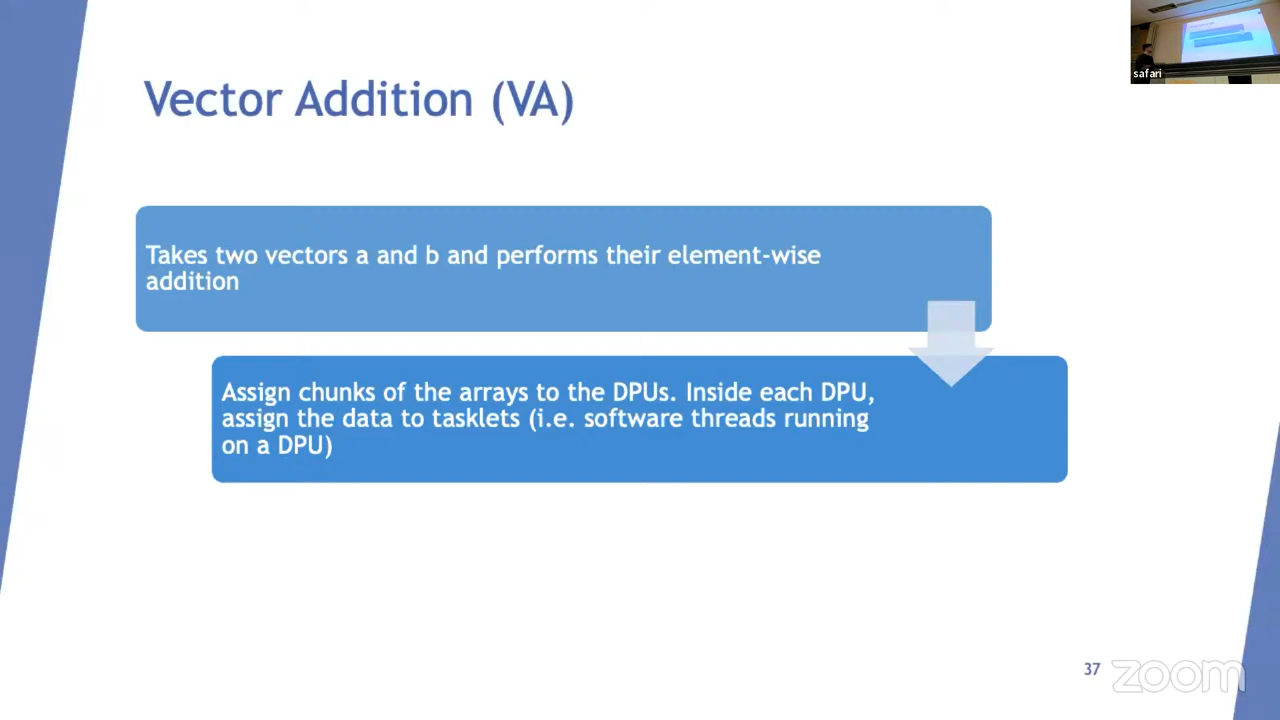 safari
Vector Addition (VA)
Takes two vectors a and b and performs their element-wise
addition
Assign chunks of the arrays to the DPUs. Inside each DPU,
assign the data to tasklets (i.e. software threads running
on a DPU)
37
zoom